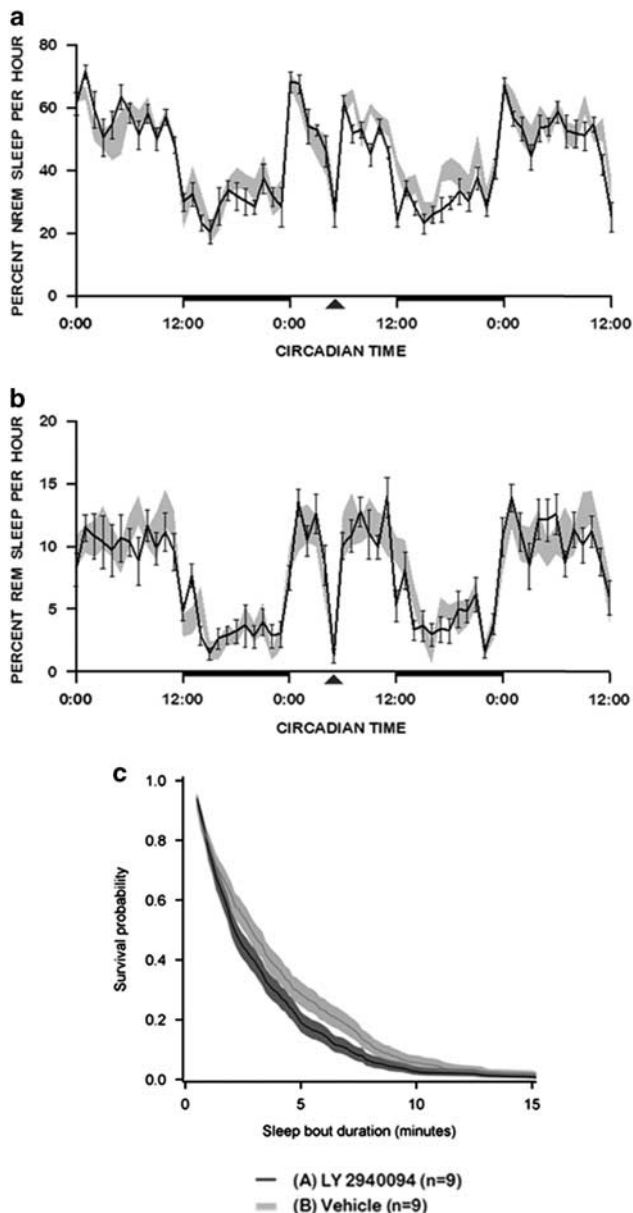 a
PERCENT NREM SLEEP PER HOUR
80
60
40
20
0
0:00 12:00 0:00 12:00 0:00 12:00
CIRCADIAN TIME
b
PERCENT REM SLEEP PER HOUR
20
15
10
5
0
0:00 12:00 0:00 12:00 0:00 12:00
CIRCADIAN TIME
c
Survival probability
1.0
0.8
0.6
0.4
0.2
0.0
0 5 10 15
Sleep bout duration (minutes)
(A) LY 2940094 (n=9)
(B) Vehicle (n=9)